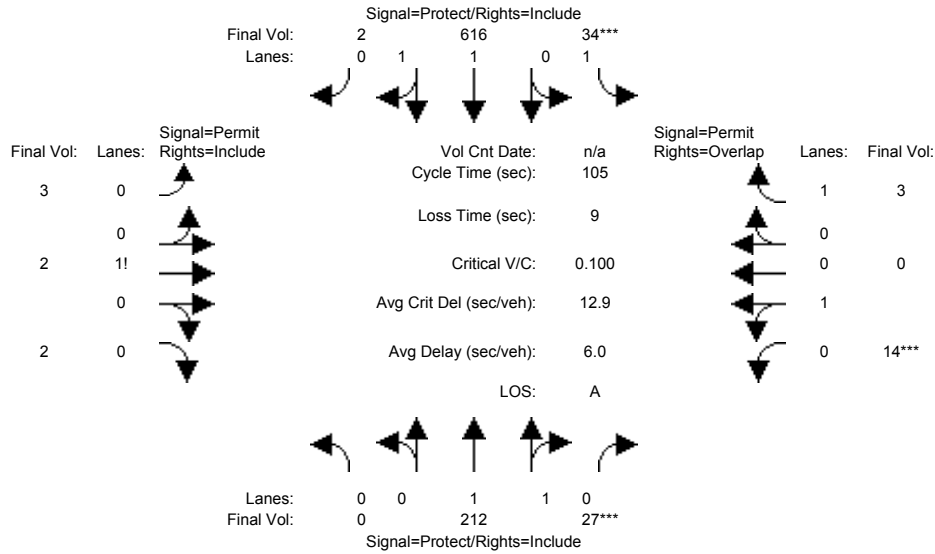 Signal=Protect/Rights=Include
Final Vol: 2 616 34***
Lanes: 0 1 1 0 1
Signal=Permit
Final Vol: Lanes: Rights=Include
Vol Cnt Date: n/a
Signal=Permit
Rights=Overlap Lanes: Final Vol:
Cycle Time (sec): 105
3 0
1 3
Loss Time (sec): 9
0
0
2 1!
Critical V/C: 0.100
0 0
0
Avg Crit Del (sec/veh): 12.9
1
2 0
Avg Delay (sec/veh): 6.0
0 14***
LOS: A
Lanes: 0 0 1 1 0
Final Vol: 0 212 27***
Signal=Protect/Rights=Include